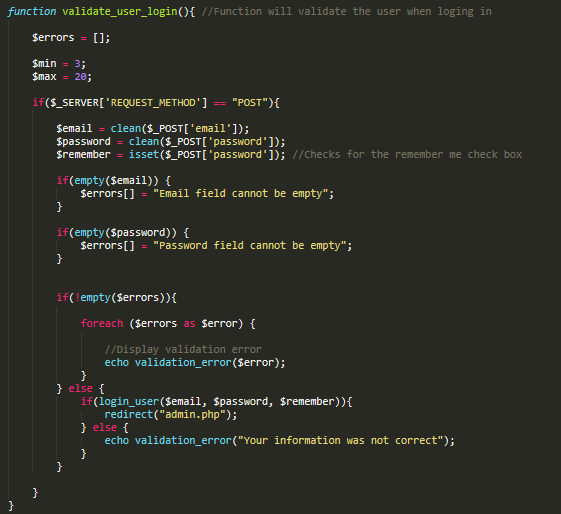 function validate_user_login(){ //Function will validate the user when loging in
$errors = [];
$min = 3;
$max = 20;
if($_SERVER['REQUEST_METHOD'] == "POST"){
$email = clean($_POST['email']);
$password = clean($_POST['password']);
$remember = isset($_POST['password']); //Checks for the remember me check box
if(empty($email)) {
$errors[] = "Email field cannot be empty";
}
if(empty($password)) {
$errors[] = "Password field cannot be empty";
}
if(!empty($errors)){
foreach ($errors as $error) {
//Display validation error
echo validation_error($error);
}
} else {
if(login_user($email, $password, $remember)){
redirect("admin.php");
} else {
echo validation_error("Your information was not correct");
}
}
}
}